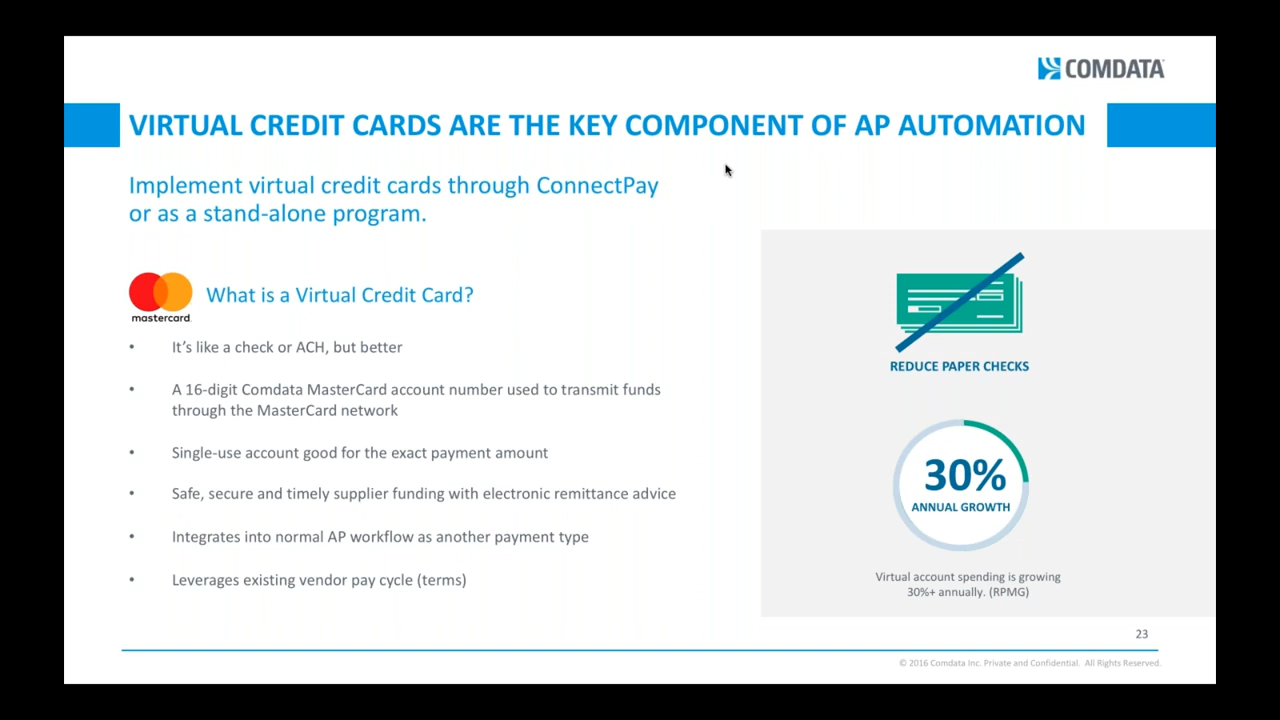 COMDATA
VIRTUAL CREDIT CARDS ARE THE KEY COMPONENT OF AP AUTOMATION
Implement virtual credit cards through ConnectPay
or as a stand-alone program.
mastercard.
What is a Virtual Credit Card?
• It’s like a check or ACH, but better
• A 16-digit Comdata MasterCard account number used to transmit funds
through the MasterCard network
• Single-use account good for the exact payment amount
• Safe, secure and timely supplier funding with electronic remittance advice
• Integrates into normal AP workflow as another payment type
• Leverages existing vendor pay cycle (terms)
REDUCE PAPER CHECKS
30%
ANNUAL GROWTH
Virtual account spending is growing
30%+ annually. (RPMG)
23
© 2016 Comdata Inc. Private and Confidential. All Rights Reserved.